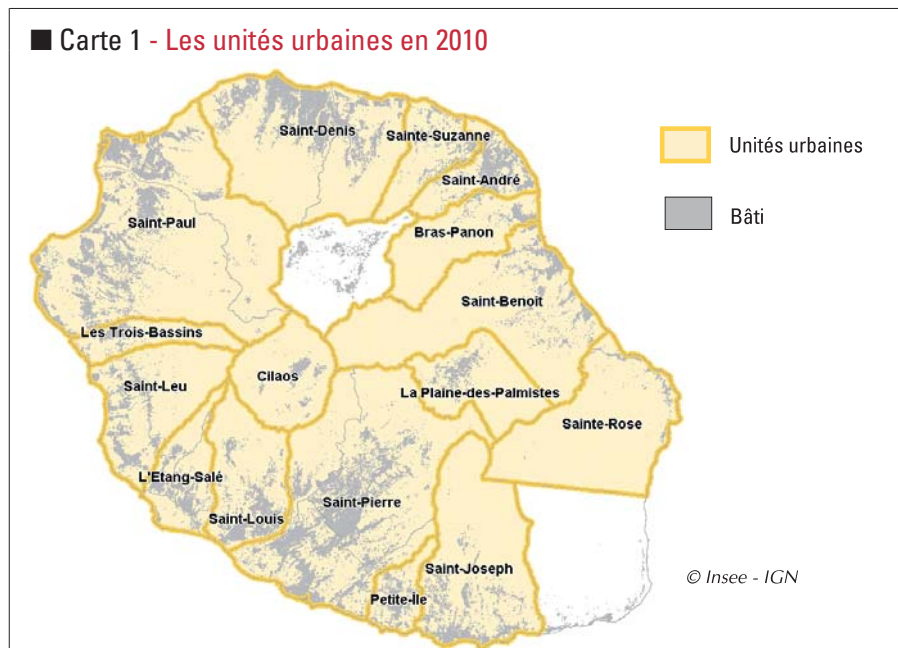 ■ Carte 1 - Les unités urbaines en 2010
Saint-Denis
Sainte-Suzanne
Unités urbaines
Saint-André
Saint-Paul
Bras-Panon
Bâti
Saint-Benoit
Les Trois-Bassins
Cilaos
Saint-Leu
La Plaine-des-Palmistes
Sainte-Rose
L'Etang-Salé
Saint-Pierre
Saint-Louis
Saint-Joseph
© Insee - IGN
Petite-Île